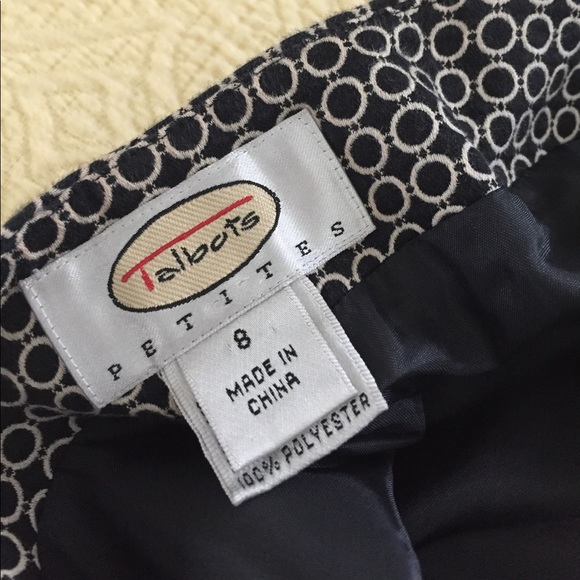 Talbots
PETITES
8
MADE IN
CHINA
100% POLYESTER